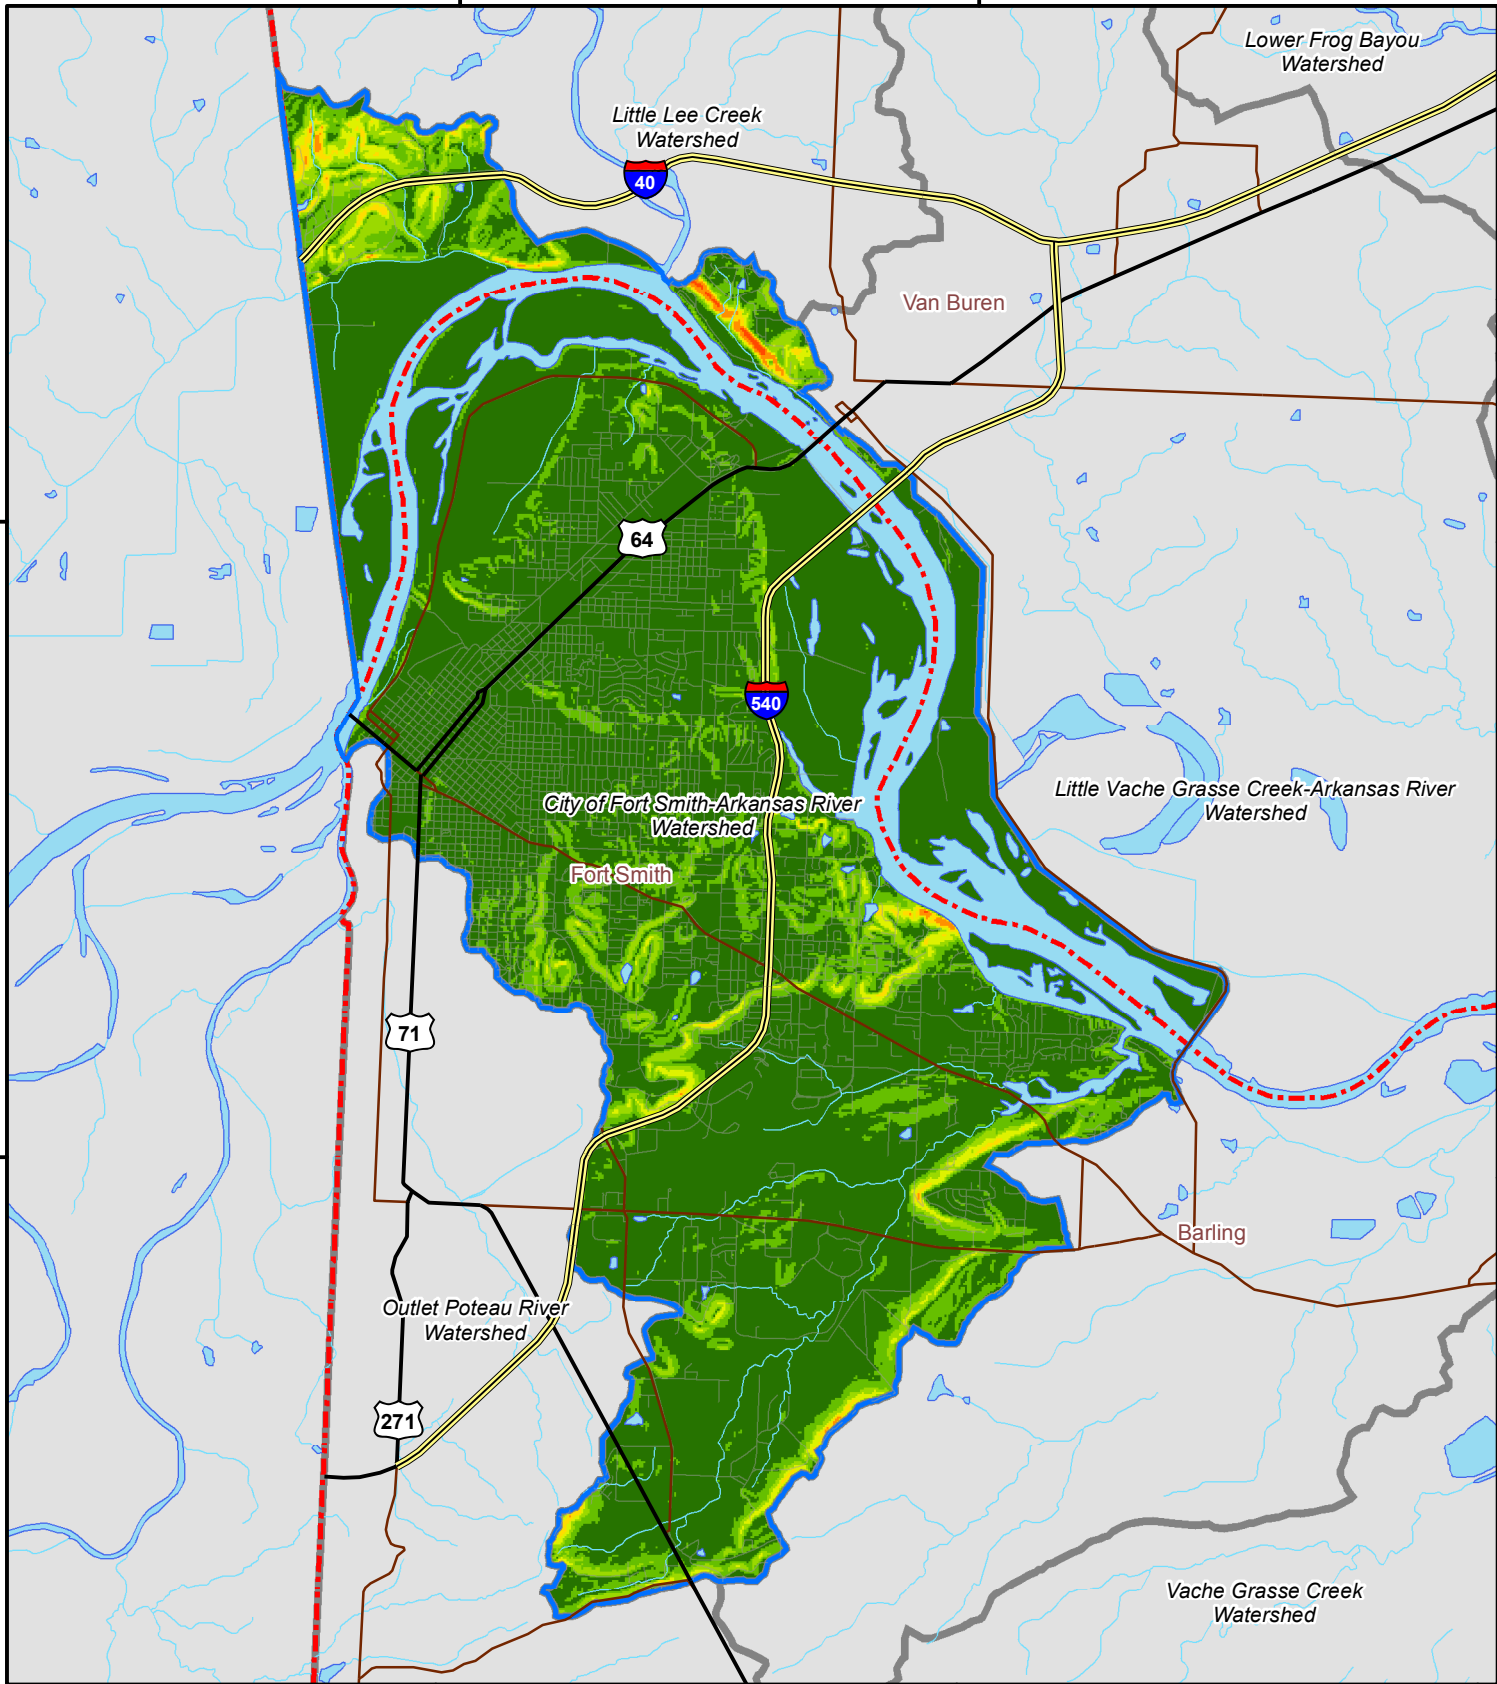 Lower Frog Bayou
Watershed
Little Lee Creek
Watershed
40
Van Buren
64
540
Little Vache Grasse Creek-Arkansas River
Watershed
City of Fort Smith-Arkansas River
Watershed
Fort Smith
71
Barling
Outlet Poteau River
Watershed
271
Vache Grasse Creek
Watershed